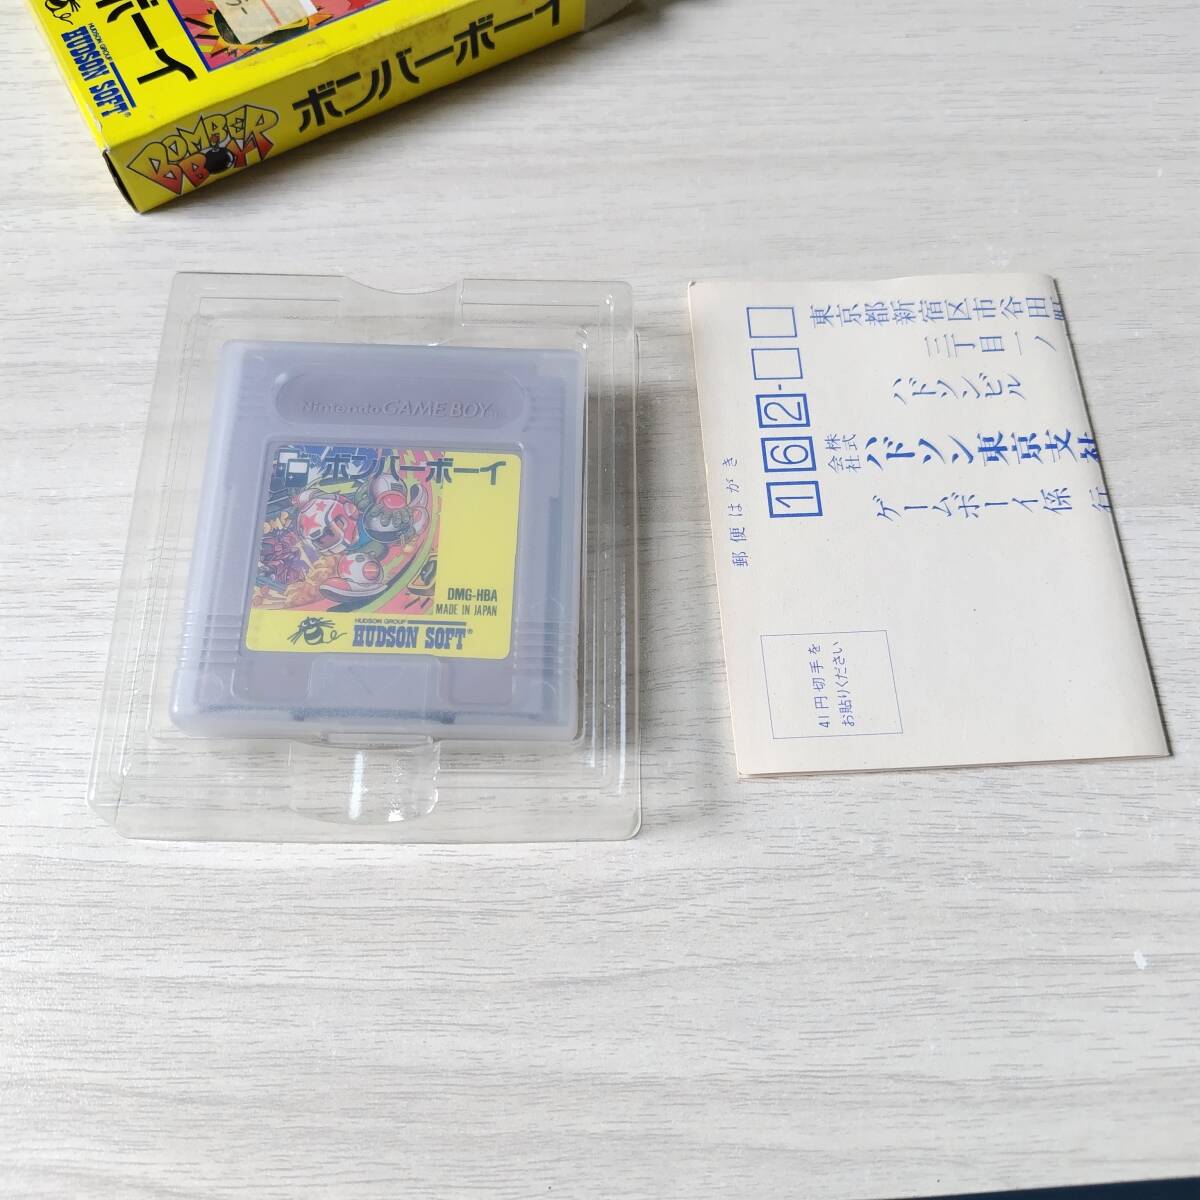 ボンバーボーイ
BOMBER BOY
HUDSON GROUP
HUDSON SOFT®
Nintendo GAME BOY
ボンバーボーイ
DMG-HBA
MADE IN JAPAN
HUDSON GROUP
HUDSON SOFT®
郵便はがき
162-
東京都新宿区市谷田町
三丁目一ノ
ハドソンビル
株式会社
ハドソン東京支社
ゲームボーイ係 行
41円切手を
お貼りください